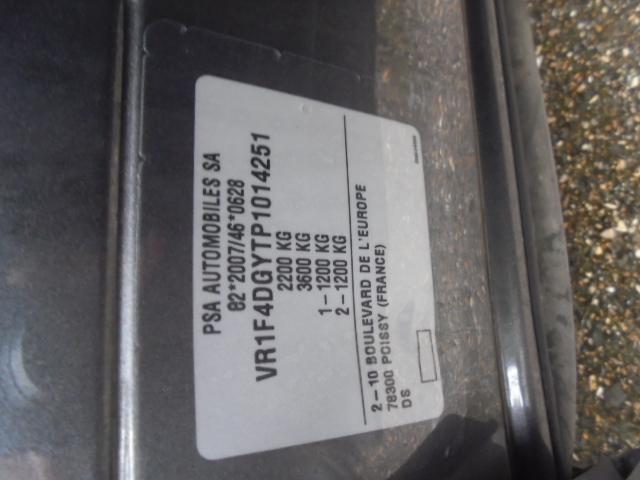 PSA AUTOMOBILES SA
82*2007/46*0628
VR1F4DGYTP1014251
2200 KG
3600 KG
1-1200 KG
2-1200 KG
2-10 BOULEVARD DE L'EUROPE
78300 POISSY (FRANCE)
DS